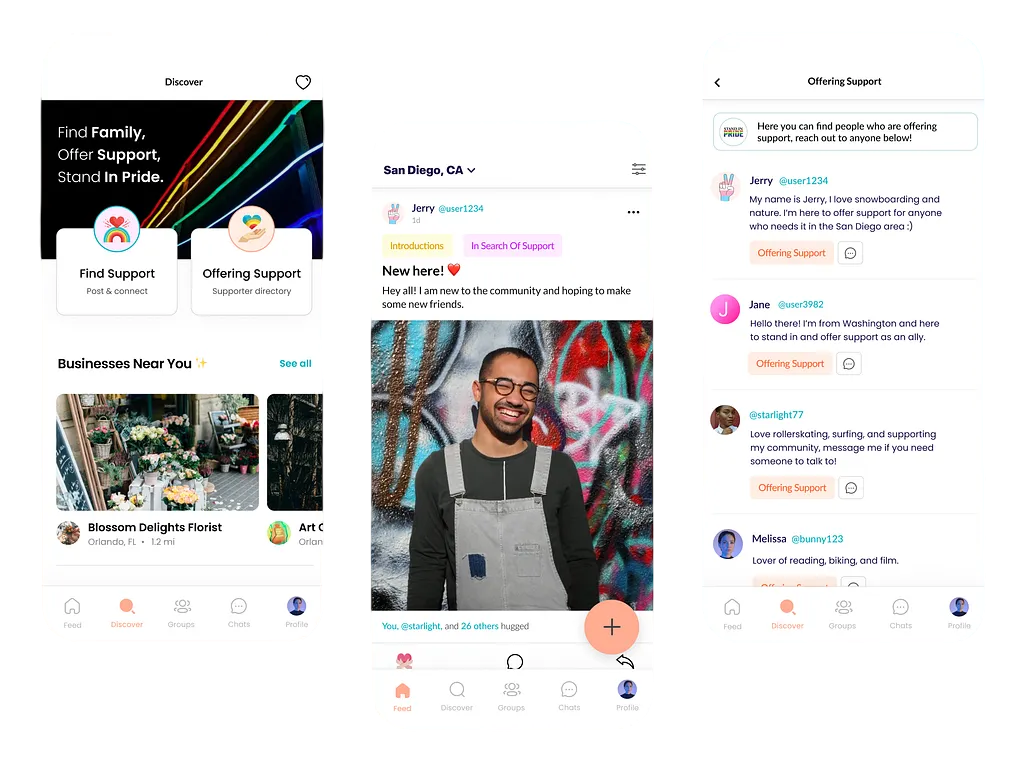 Discover
Find Family,
Offer Support,
Stand In Pride.
Find Support
Post & connect
Offering Support
Supporter directory
Businesses Near You ✨
See all
Blossom Delights Florist
Orlando, FL • 1.2 mi
Art
Orlan
Feed
Discover
Groups
Chats
Profile
San Diego, CA
Jerry @user1234
1d
Introductions
In Search Of Support
New here! ❤️
Hey all! I am new to the community and hoping to make
some new friends.
You, @starlight, and 26 others hugged
Feed
Discover
Groups
Chats
Profile
Offering Support
STAND IN
PRIDE
Here you can find people who are offering
support, reach out to anyone below!
Jerry @user1234
My name is Jerry, I love snowboarding and
nature. I'm here to offer support for anyone
who needs it in the San Diego area :)
Offering Support
J
Jane @user3982
Hello there! I'm from Washington and here
to stand in and offer support as an ally.
Offering Support
@starlight77
Love rollerskating, surfing, and supporting
my community, message me if you need
someone to talk to!
Offering Support
Melissa @bunny123
Lover of reading, biking, and film.
Offering Support
Feed
Discover
Groups
Chats
Profile